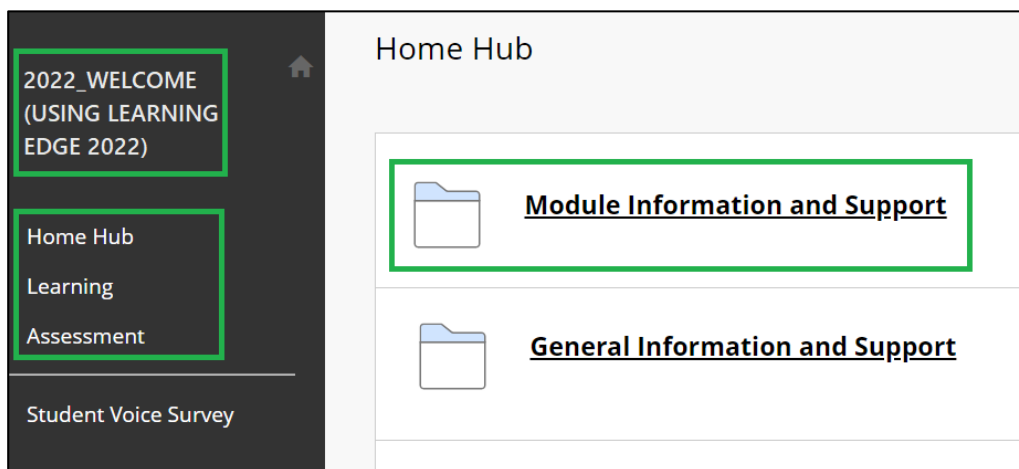 2022_WELCOME
(USING LEARNING
EDGE 2022)
Home Hub
Learning
Assessment
Student Voice Survey
Home Hub
Module Information and Support
General Information and Support